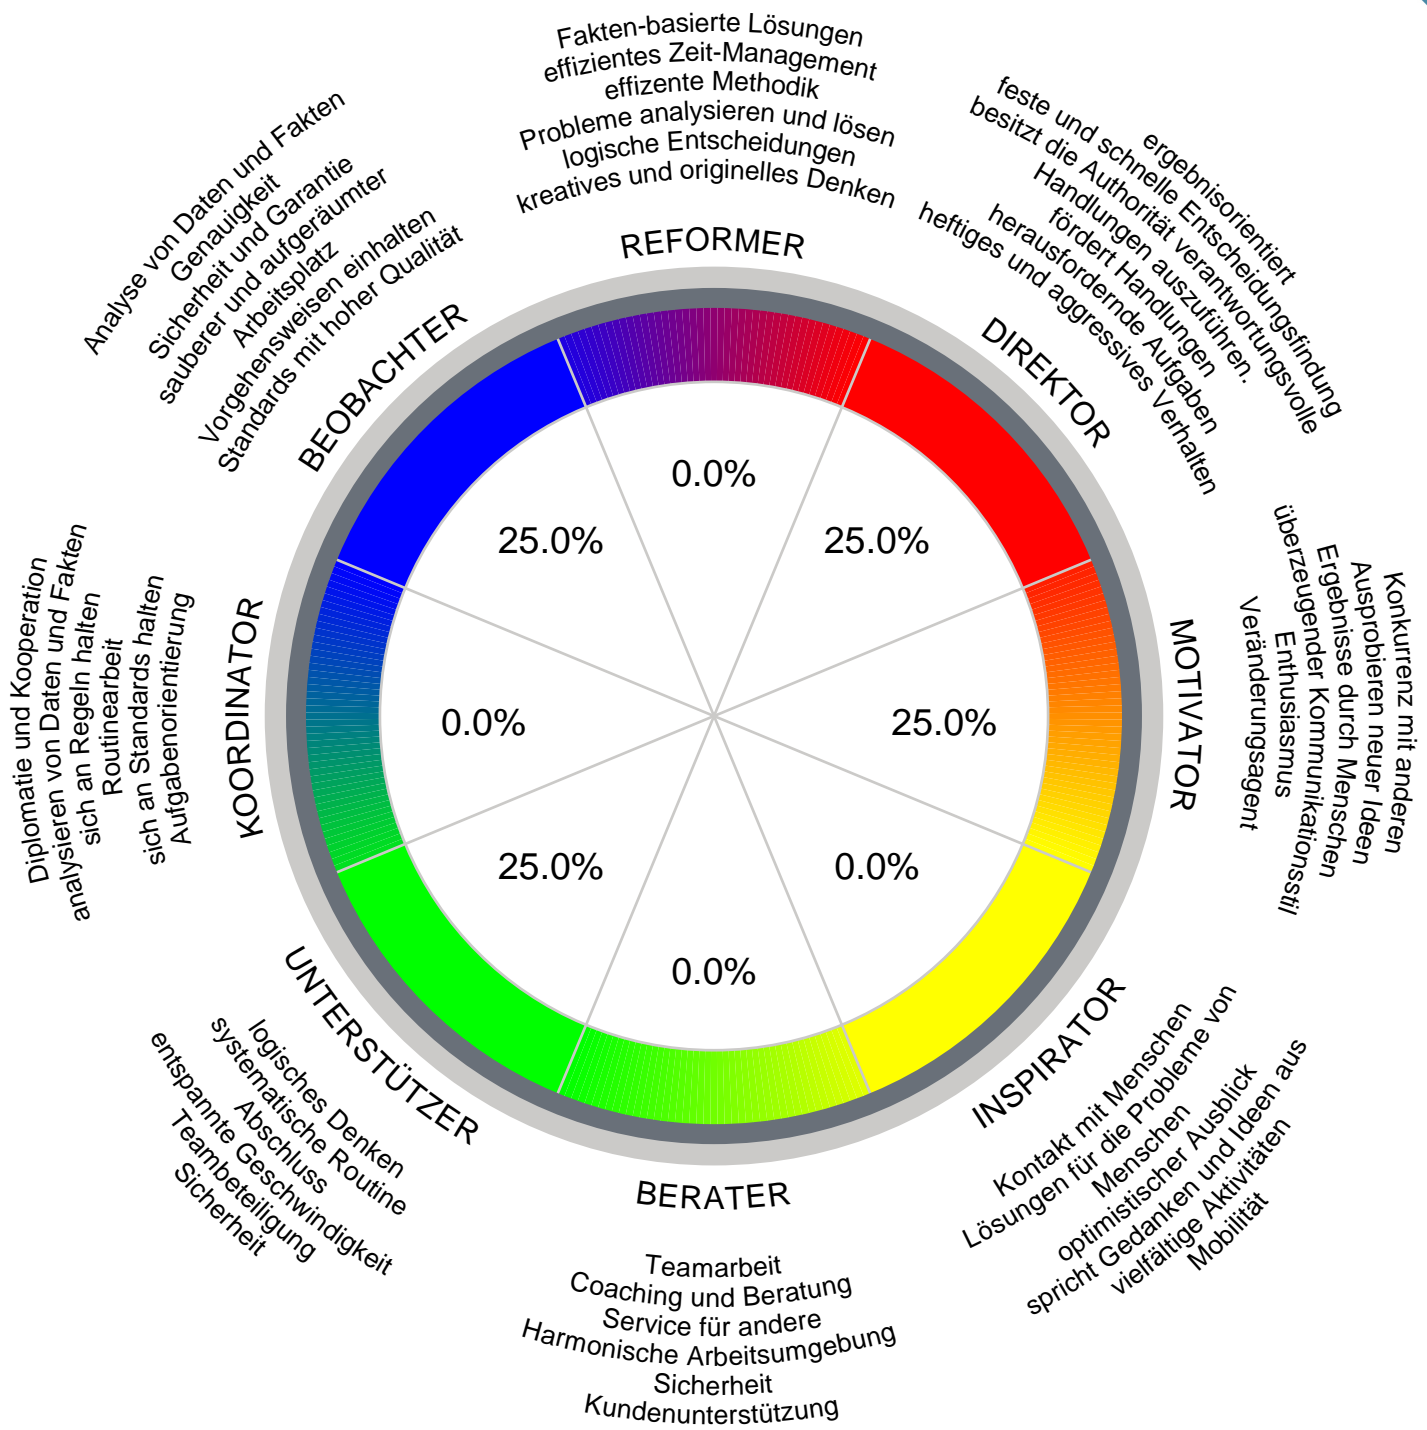 Fakten-basierte Lösungen
effizientes Zeit-Management
effizente Methodik
Probleme analysieren und lösen
logische Entscheidungen
kreatives und originelles Denken
REFORMER
0.0%
ergebnisorientiert
feste und schnelle Entscheidungsfindung
besitzt die Authorität verantwortungsvolle
Handlungen auszuführen.
fördert Handlungen
herausfordernde Aufgaben
heftiges und aggressives Verhalten
DIREKTOR
25.0%
Konkurrenz mit anderen
Ausprobieren neuer Ideen
Ergebnisse durch Menschen
überzeugender Kommunikationsstil
Enthusiasmus
Veränderungsagent
MOTIVATOR
25.0%
INSPIRATOR
0.0%
Kontakt mit Menschen
Lösungen für die Probleme von
Menschen
optimistischer Ausblick
spricht Gedanken und Ideen aus
vielfältige Aktivitäten
Mobilität
0.0%
BERATER
Teamarbeit
Coaching und Beratung
Service für andere
Harmonische Arbeitsumgebung
Sicherheit
Kundenunterstützung
25.0%
UNTERSTÜTZER
logisches Denken
systematische Routine
Abschluss
entspannte Geschwindigkeit
Teambeteiligung
Sicherheit
Diplomatie und Kooperation
analysieren von Daten und Fakten
sich an Regeln halten
Routinearbeit
sich an Standards halten
Aufgabenorientierung
KOORDINATOR
0.0%
Analyse von Daten und Fakten
Genauigkeit
Sicherheit und Garantie
sauberer und aufgeräumter
Arbeitsplatz
Vorgehensweisen einhalten
Standards mit hoher Qualität
BEOBACHTER
25.0%